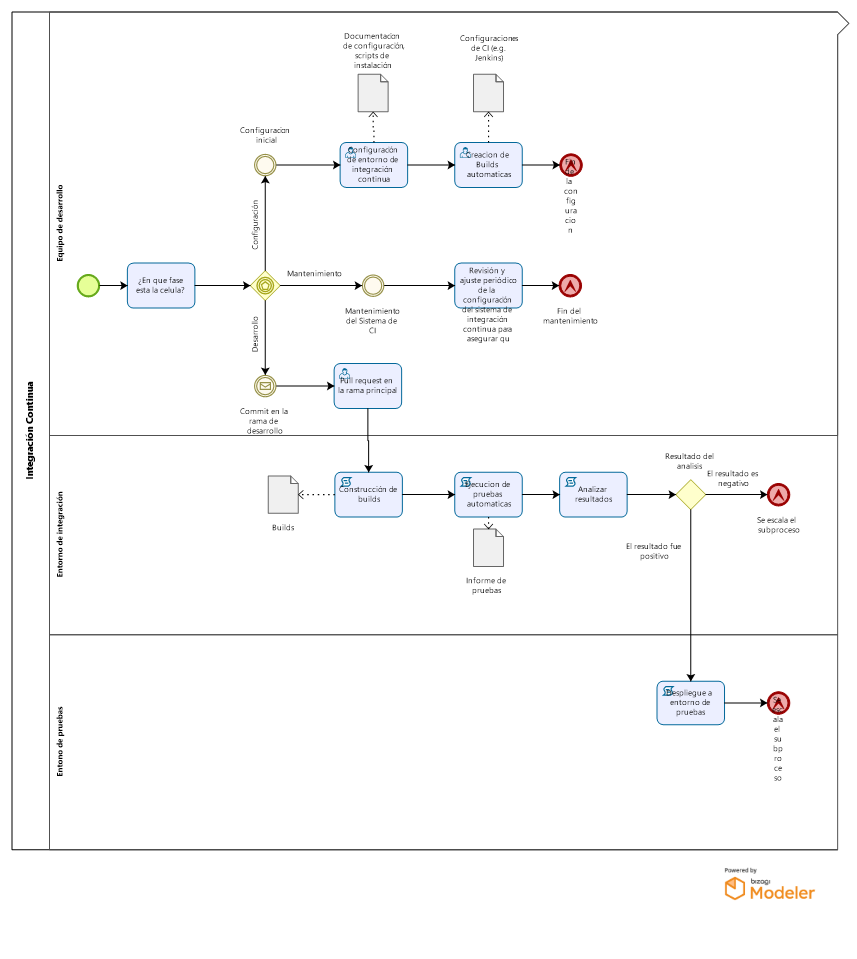 Integración Continua
Equipo de desarrollo
Documentacion
de configuración,
scripts de
instalación
Configuraciones
de CI (e.g.
Jenkins)
Configuracion
inicial
Configuración
de entorno de
integración
continua
Creacion de
Builds
automaticas
Fin
de la
con
fig
ura
cio
n
Configuración
¿En que fase
esta la celula?
Mantenimiento
Mantenimiento
del Sistema de
CI
Revisión y
ajuste periódico
de la
configuración
del sistema de
integración
continua para
asegurar qu
Fin del
mantenimiento
Desarrollo
Commit en la
rama de
desarrollo
Pull request en
la rama principal
Entorno de integración
Builds
Construcción de
builds
Ejecucion de
pruebas
automaticas
Informe de
pruebas
Analizar
resultados
Resultado del
analisis
El resultado es
negativo
Se escala el
subproceso
El resultado fue
positivo
Entono de pruebas
Despliegue a
entorno de
pruebas
Se
esc
ala
el
su
bp
ro
ce
so
Powered by
bizagi
Modeler